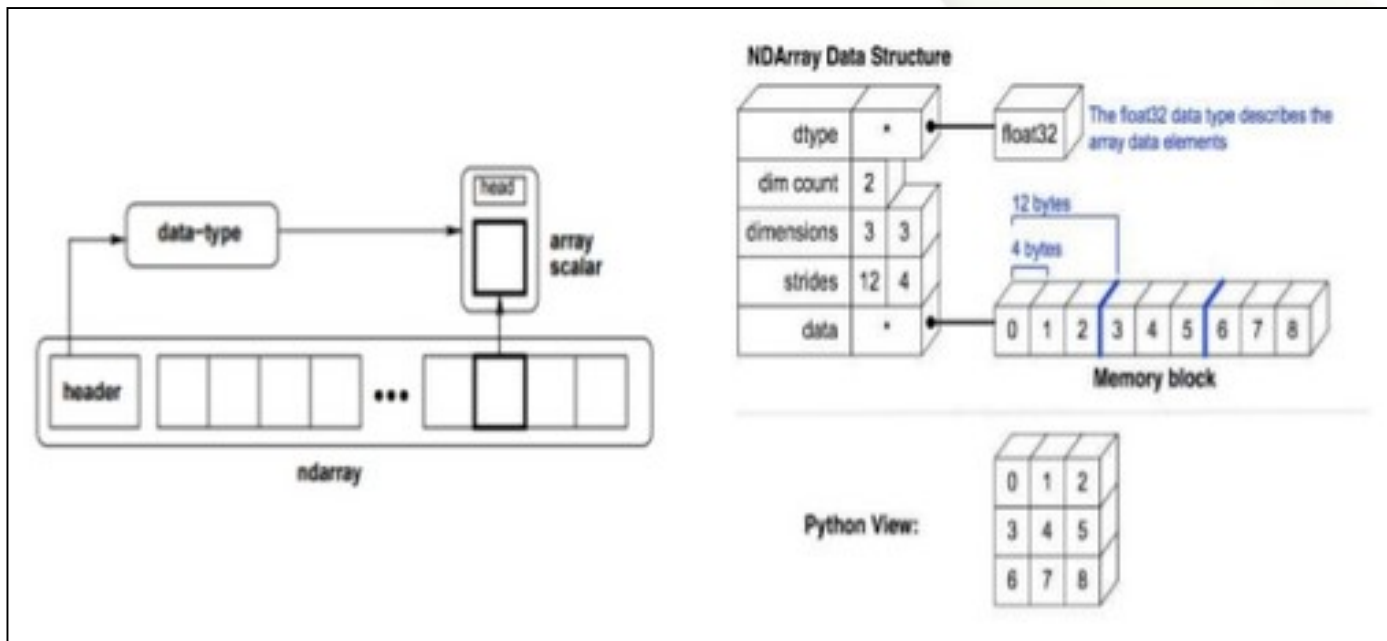 head
data-type
array
scalar
header
ndarray
NDArray Data Structure
dtype *
float32
The float32 data type describes the
array data elements
dim count 2
12 bytes
dimensions 3 3
4 bytes
strides 12 4
data *
0 1 2 3 4 5 6 7 8
Memory block
Python View:
0 1 2
3 4 5
6 7 8